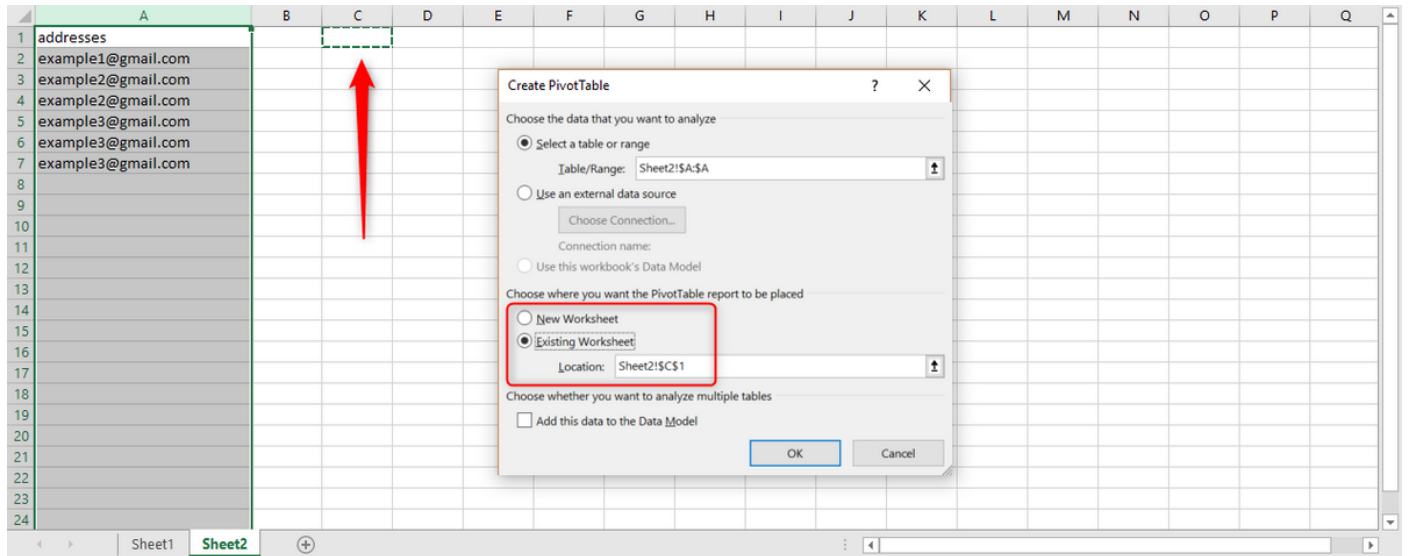 A B C D E F G H I J K L M N O P Q
1 addresses
2 example1@gmail.com
3 example2@gmail.com
4 example2@gmail.com
5 example3@gmail.com
6 example3@gmail.com
7 example3@gmail.com
8
9
10
11
12
13
14
15
16
17
18
19
20
21
22
23
24
Create PivotTable ?
Choose the data that you want to analyze
Select a table or range
Table/Range: Sheet2!$A:$A
Use an external data source
Choose Connection...
Connection name:
Use this workbook's Data Model
Choose where you want the PivotTable report to be placed
New Worksheet
Existing Worksheet
Location: Sheet2!$C$1
Choose whether you want to analyze multiple tables
Add this data to the Data Model
OK Cancel
Sheet1 Sheet2